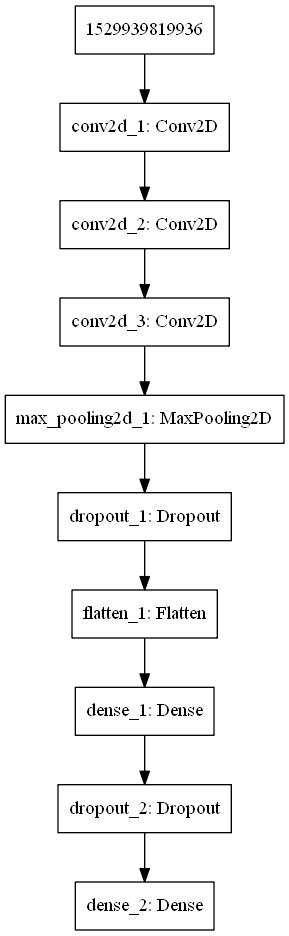 1529939819936
conv2d_1: Conv2D
conv2d_2: Conv2D
conv2d_3: Conv2D
max_pooling2d_1: MaxPooling2D
dropout_1: Dropout
flatten_1: Flatten
dense_1: Dense
dropout_2: Dropout
dense_2: Dense